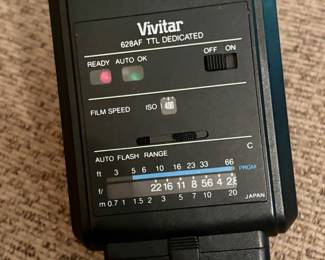 Vivitar
628AF TTL DEDICATED
READY AUTO OK
OFF ON
FILM SPEED ISO 400
AUTO FLASH RANGE C
ft 3 5 6 10 16 23 33 66
PRGM
f/ 22 16 11 8 5.6 4 2.8
m 0.7 1 1.5 2 3 5 7 10 20
JAPAN